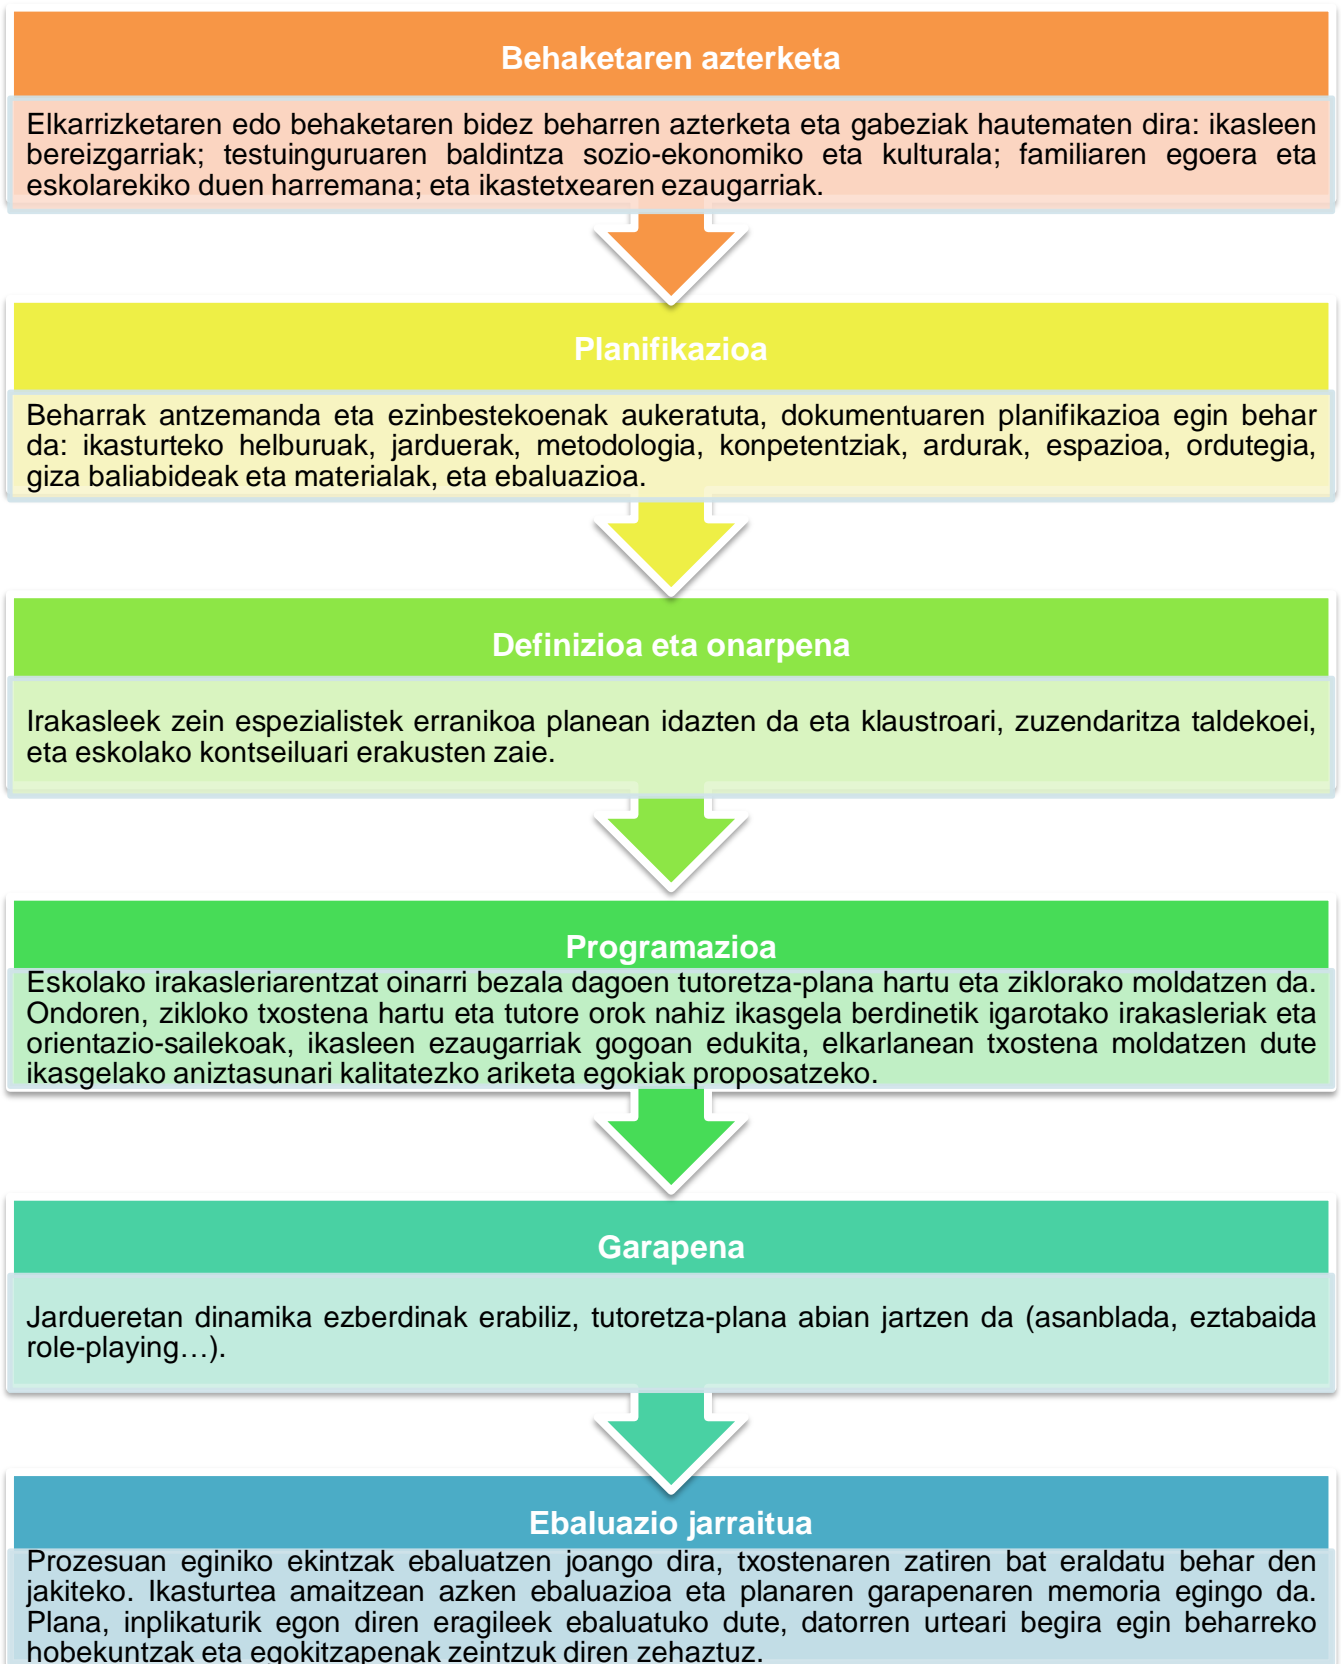 Behaketaren azterketa
Elkarrizketaren edo behaketaren bidez beharren azterketa eta gabeziak hautematen dira: ikasleen
bereizgarriak; testuinguruaren baldintza sozio-ekonomiko eta kulturala; familiaren egoera eta
eskolarekiko duen harremana; eta ikastetxearen ezaugarriak.
Planifikazioa
Beharrak antzemanda eta ezinbestekoenak aukeratuta, dokumentuaren planifikazioa egin behar
da: ikasturteko helburuak, jarduerak, metodologia, konpetentziak, ardurak, espazioa, ordutegia,
giza baliabideak eta materialak, eta ebaluazioa.
Definizioa eta onarpena
Irakasleek zein espezialistek erranikoa planean idazten da eta klaustroari, zuzendaritza taldekoei,
eta eskolako kontseiluari erakusten zaie.
Programazioa
Eskolako irakasleriarentzat oinarri bezala dagoen tutoretza-plana hartu eta ziklorako moldatzen da.
Ondoren, zikloko txostena hartu eta tutore orok nahiz ikasgela berdinetik igarotako irakasleriak eta
orientazio-sailekoak, ikasleen ezaugarriak gogoan edukita, elkarlanean txostena moldatzen dute
ikasgelako aniztasunari kalitatezko ariketa egokiak proposatzeko.
Garapena
Jardueretan dinamika ezberdinak erabiliz, tutoretza-plana abian jartzen da (asanblada, eztabaida
role-playing…).
Ebaluazio jarraitua
Prozesuan eginiko ekintzak ebaluatzen joango dira, txostenaren zatiren bat eraldatu behar den
jakiteko. Ikasturtea amaitzean azken ebaluazioa eta planaren garapenaren memoria egingo da.
Plana, inplikaturik egon diren eragileek ebaluatuko dute, datorren urteari begira egin beharreko
hobekuntzak eta egokitzapenak zeintzuk diren zehaztuz.